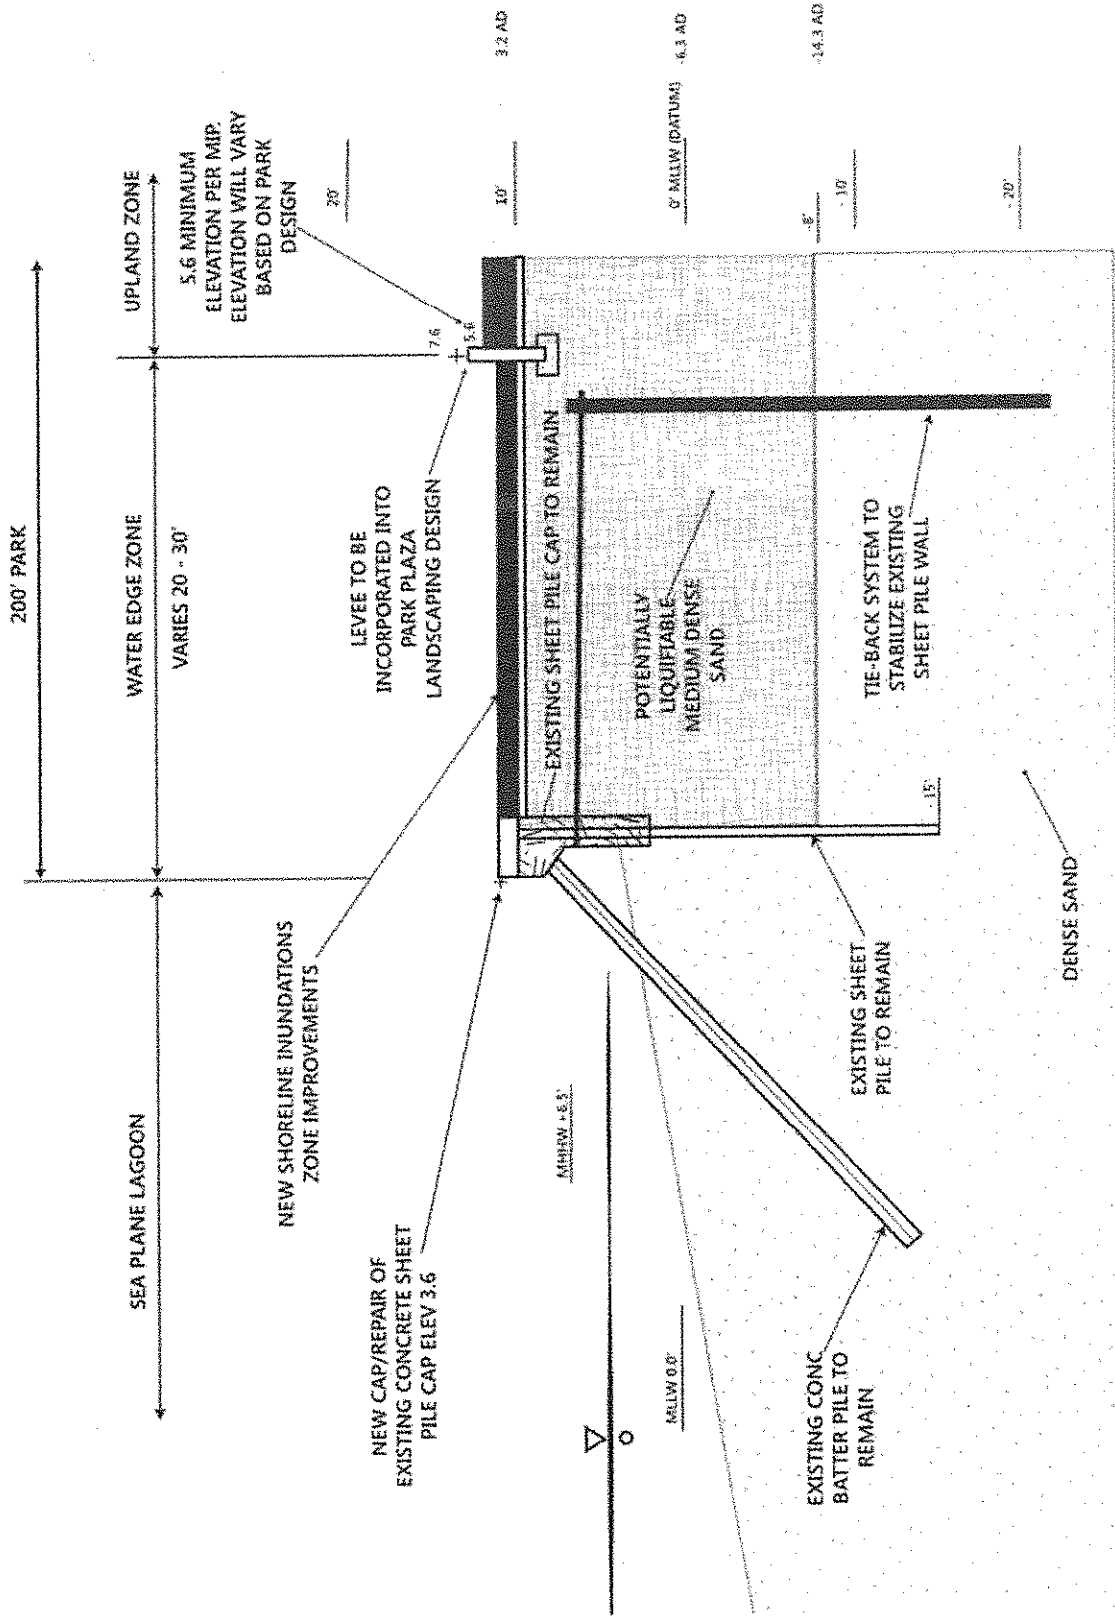 200' PARK
SEA PLANE LAGOON
WATER EDGE ZONE
VARIES 20 - 30'
UPLAND ZONE
5.6 MINIMUM
ELEVATION PER MIP.
ELEVATION WILL VARY
BASED ON PARK
DESIGN
NEW SHORELINE INUNDATIONS
ZONE IMPROVEMENTS
LEVEE TO BE
INCORPORATED INTO
PARK PLAZA
LANDSCAPING DESIGN
7.6
5.6
20'
NEW CAP/REPAIR OF
EXISTING CONCRETE SHEET
PILE CAP ELEV 3.6
10'
3.2 AD
EXISTING SHEET PILE CAP TO REMAIN
MHHW + 6.5'
MLLW 0.0'
POTENTIALLY
LIQUIFIABLE
MEDIUM DENSE
SAND
0' MLLW (DATUM)
-6.3 AD
- 8'
-14.3 AD
EXISTING CONC
BATTER PILE TO
REMAIN
EXISTING SHEET
PILE TO REMAIN
TIE-BACK SYSTEM TO
STABILIZE EXISTING
SHEET PILE WALL
- 10'
- 15'
- 20'
DENSE SAND